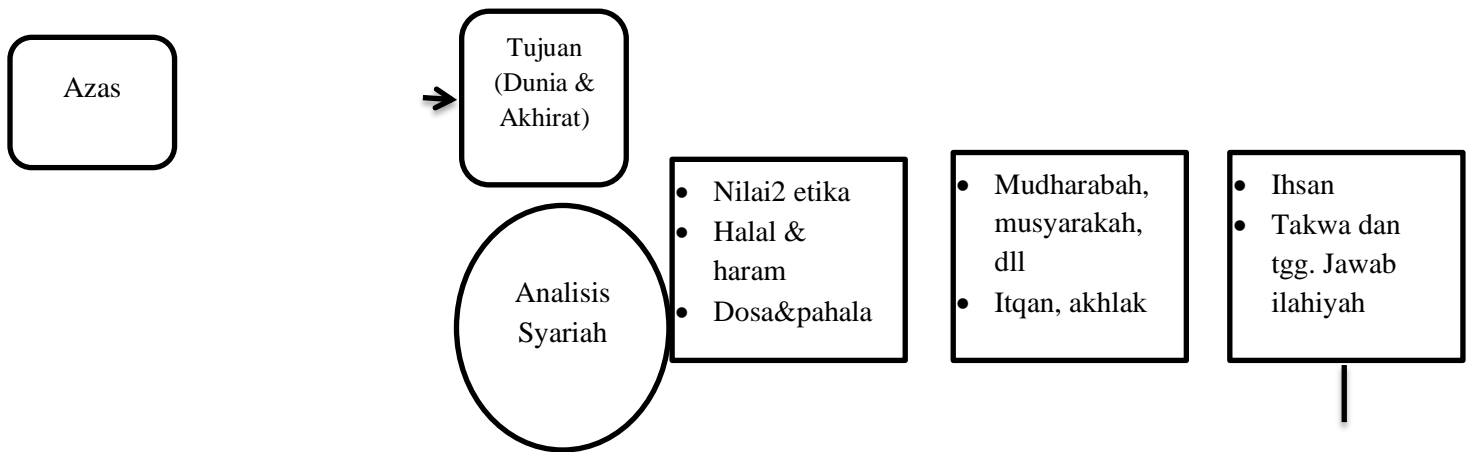 Azas
Tujuan
(Dunia &
Akhirat)
Analisis
Syariah
• Nilai2 etika
• Halal &
haram
• Dosa&pahala
• Mudharabah,
musyarakah,
dll
• Itqan, akhlak
• Ihsan
• Takwa dan
tgg. Jawab
ilahiyah